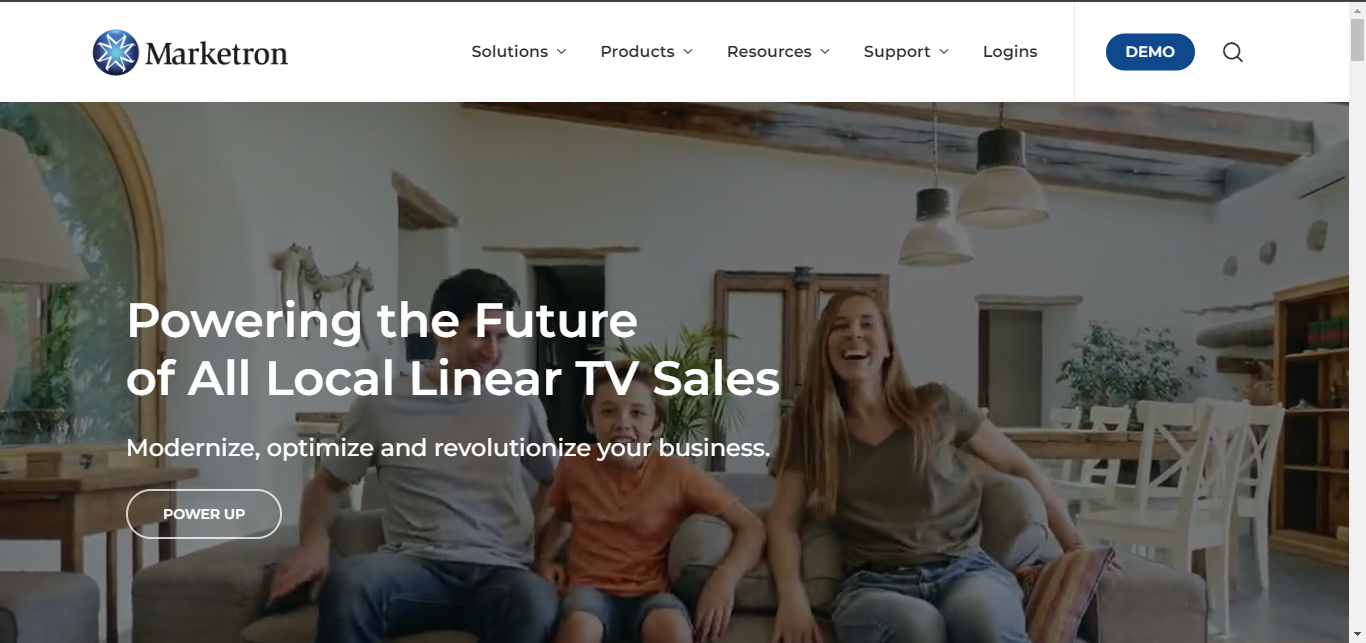 Marketron
Solutions
Products
Resources
Support
Logins
DEMO
Powering the Future
of All Local Linear TV Sales
Modernize, optimize and revolutionize your business.
POWER UP